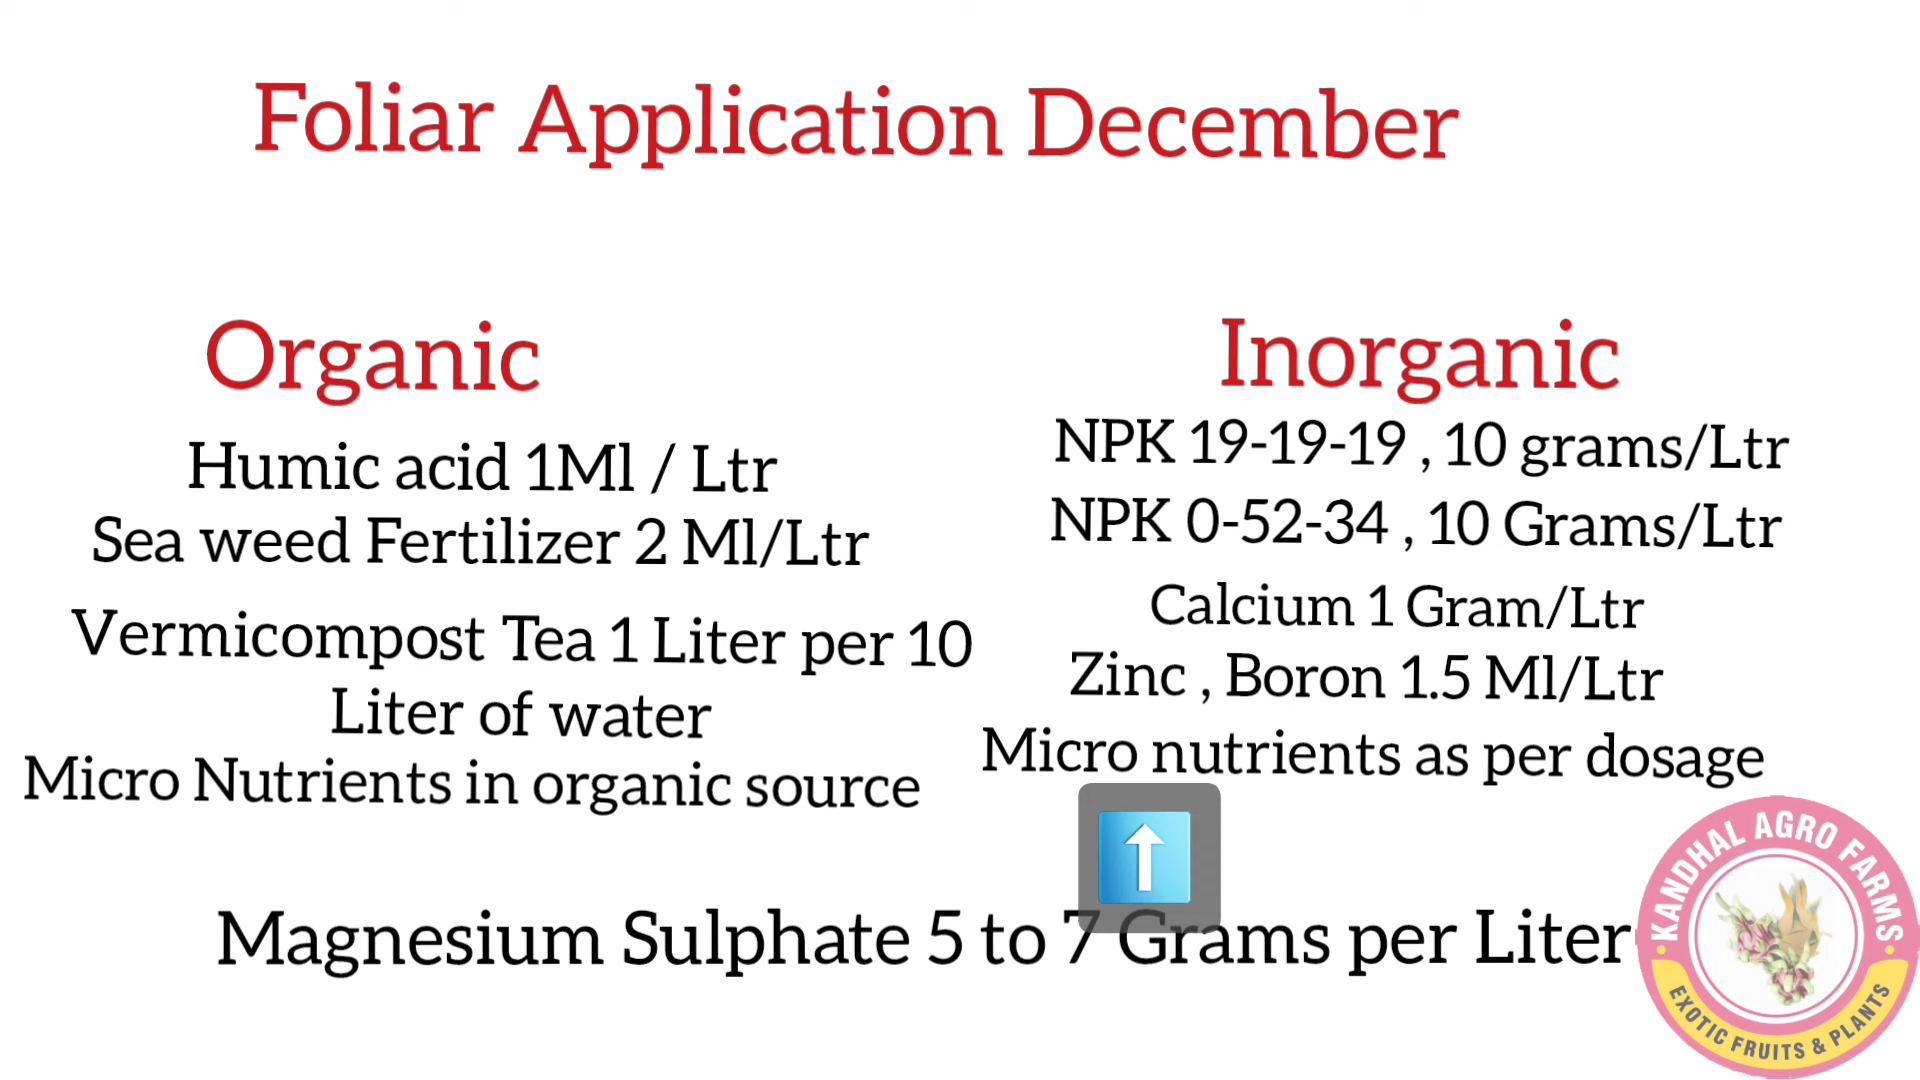 Foliar Application December
Organic
Humic acid 1Ml / Ltr
Sea weed Fertilizer 2 Ml/Ltr
Vermicompost Tea 1 Liter per 10
Liter of water
Micro Nutrients in organic source
Inorganic
NPK 19-19-19 , 10 grams/Ltr
NPK 0-52-34 , 10 Grams/Ltr
Calcium 1 Gram/Ltr
Zinc , Boron 1.5 Ml/Ltr
Micro nutrients as per dosage
Magnesium Sulphate 5 to 7 Grams per Liter
KANDHAL AGRO FARMS
EXOTIC FRUITS & PLANTS